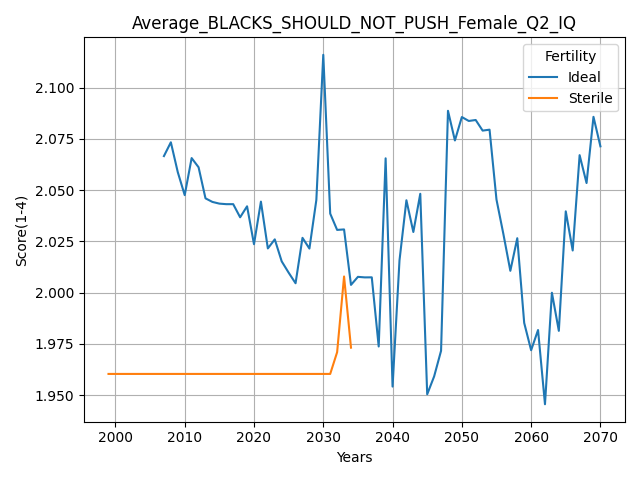 Average_BLACKS_SHOULD_NOT_PUSH_Female_Q2_IQ
Fertility
Ideal
Sterile
Score(1-4)
2.100
2.075
2.050
2.025
2.000
1.975
1.950
2000 2010 2020 2030 2040 2050 2060 2070
Years